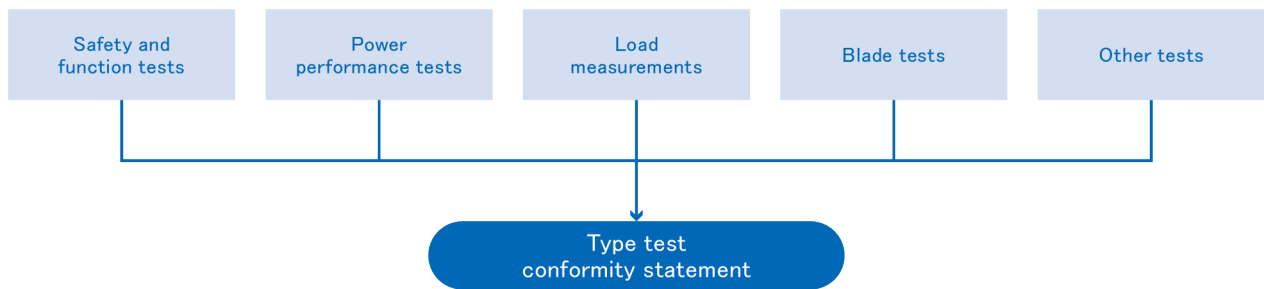 Safety and
function tests
Power
performance tests
Load
measurements
Blade tests
Other tests
Type test
conformity statement